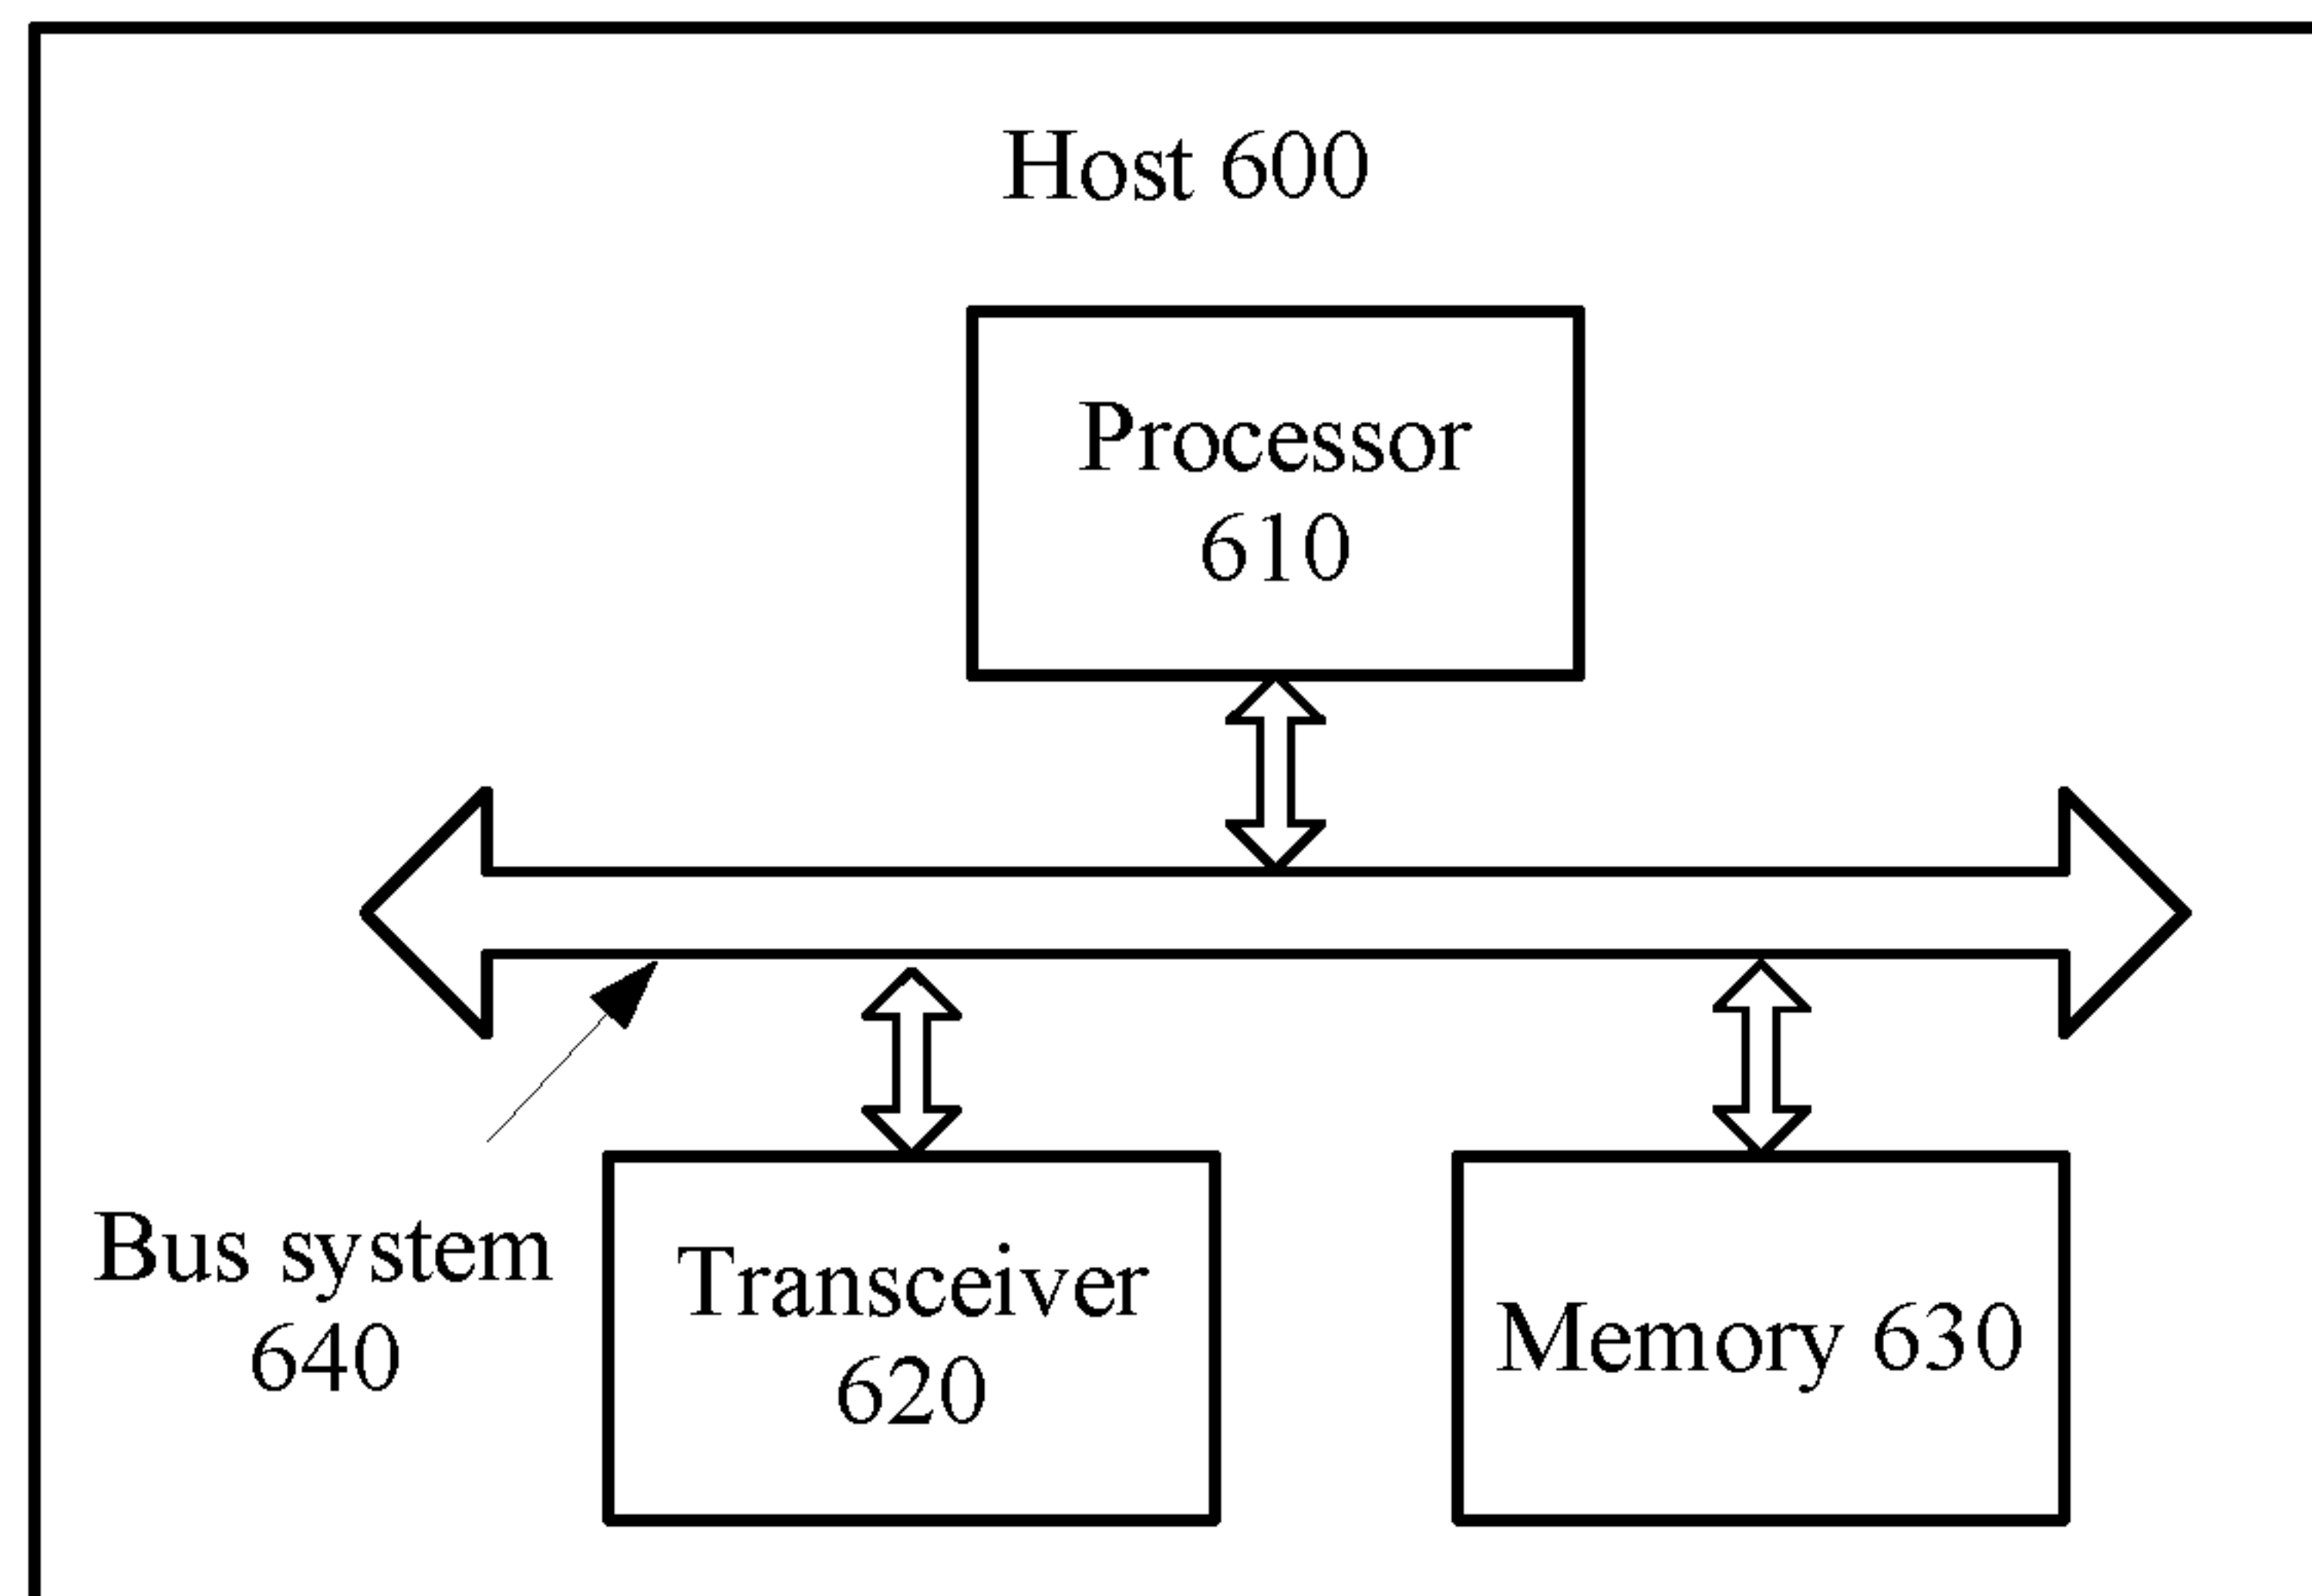 Host 600
Processor
610
Bus system
640
Transceiver
620
Memory 630